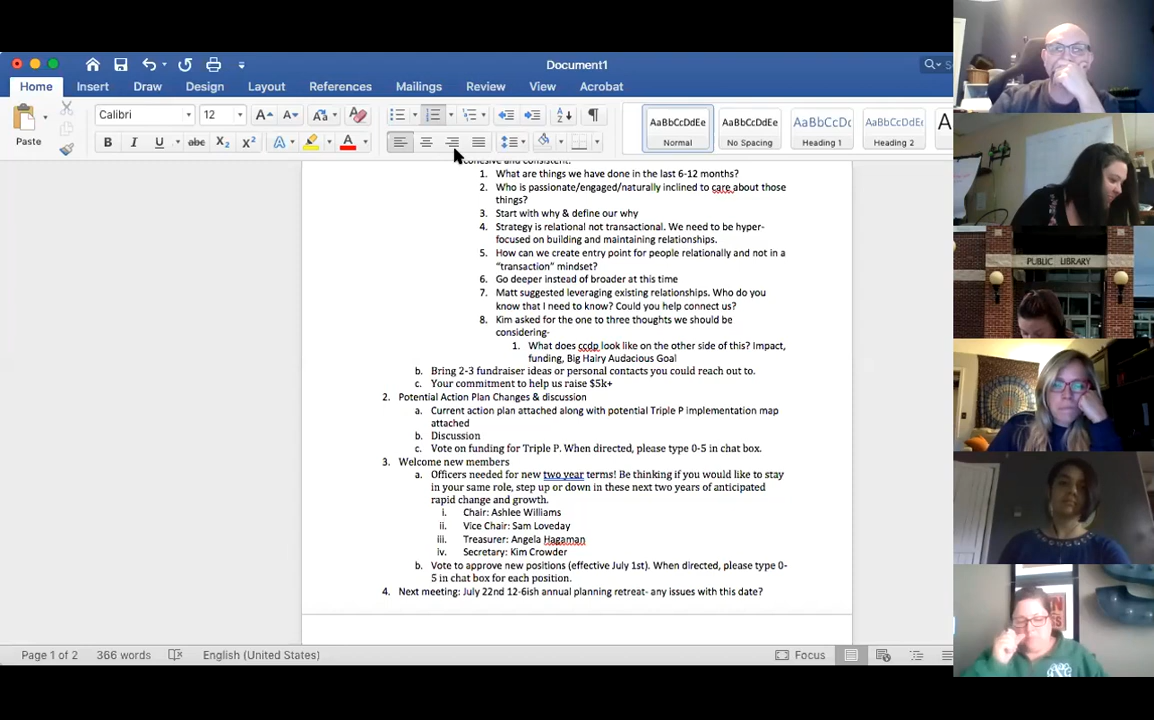 Document1
Home Insert Draw Design Layout References Mailings Review View Acrobat
Paste
Calibri
12
AaBbCcDdEe
Normal
AaBbCcDdEe
No Spacing
AaBbCcDc
Heading 1
AaBbCcDdEe
Heading 2
cohesive and consistent.
1. What are things we have done in the last 6-12 months?
2. Who is passionate/engaged/naturally inclined to care about those
things?
3. Start with why & define our why
4. Strategy is relational not transactional. We need to be hyper-
focused on building and maintaining relationships.
5. How can we create entry point for people relationally and not in a
“transaction” mindset?
6. Go deeper instead of broader at this time
7. Matt suggested leveraging existing relationships. Who do you
know that I need to know? Could you help connect us?
8. Kim asked for the one to three thoughts we should be
considering-
1. What does ccdp look like on the other side of this? Impact,
funding, Big Hairy Audacious Goal
b. Bring 2-3 fundraiser ideas or personal contacts you could reach out to.
c. Your commitment to help us raise $5k+
2. Potential Action Plan Changes & discussion
a. Current action plan attached along with potential Triple P implementation map
attached
b. Discussion
c. Vote on funding for Triple P. When directed, please type 0-5 in chat box.
3. Welcome new members
a. Officers needed for new two year terms! Be thinking if you would like to stay
in your same role, step up or down in these next two years of anticipated
rapid change and growth.
i. Chair: Ashlee Williams
ii. Vice Chair: Sam Loveday
iii. Treasurer: Angela Hagaman
iv. Secretary: Kim Crowder
b. Vote to approve new positions (effective July 1st). When directed, please type 0-
5 in chat box for each position.
4. Next meeting: July 22nd 12-6ish annual planning retreat- any issues with this date?
Page 1 of 2 366 words English (United States) Focus
PUBLIC LIBRARY